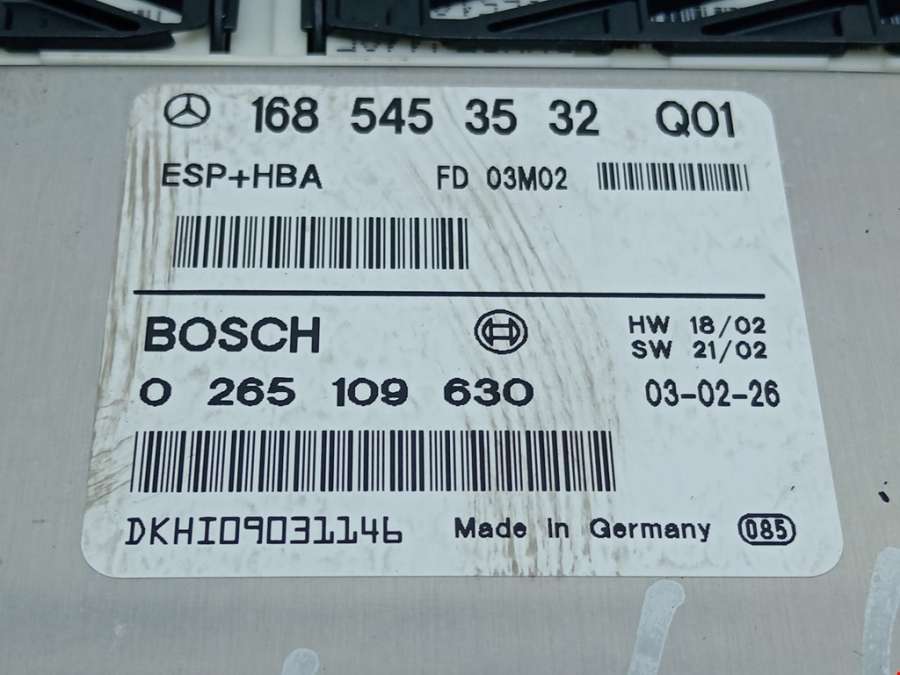 168 545 35 32 Q01
ESP+HBA FD 03M02
BOSCH HW 18/02
SW 21/02
0 265 109 630 03-02-26
DKHI09031146 Made in Germany 085